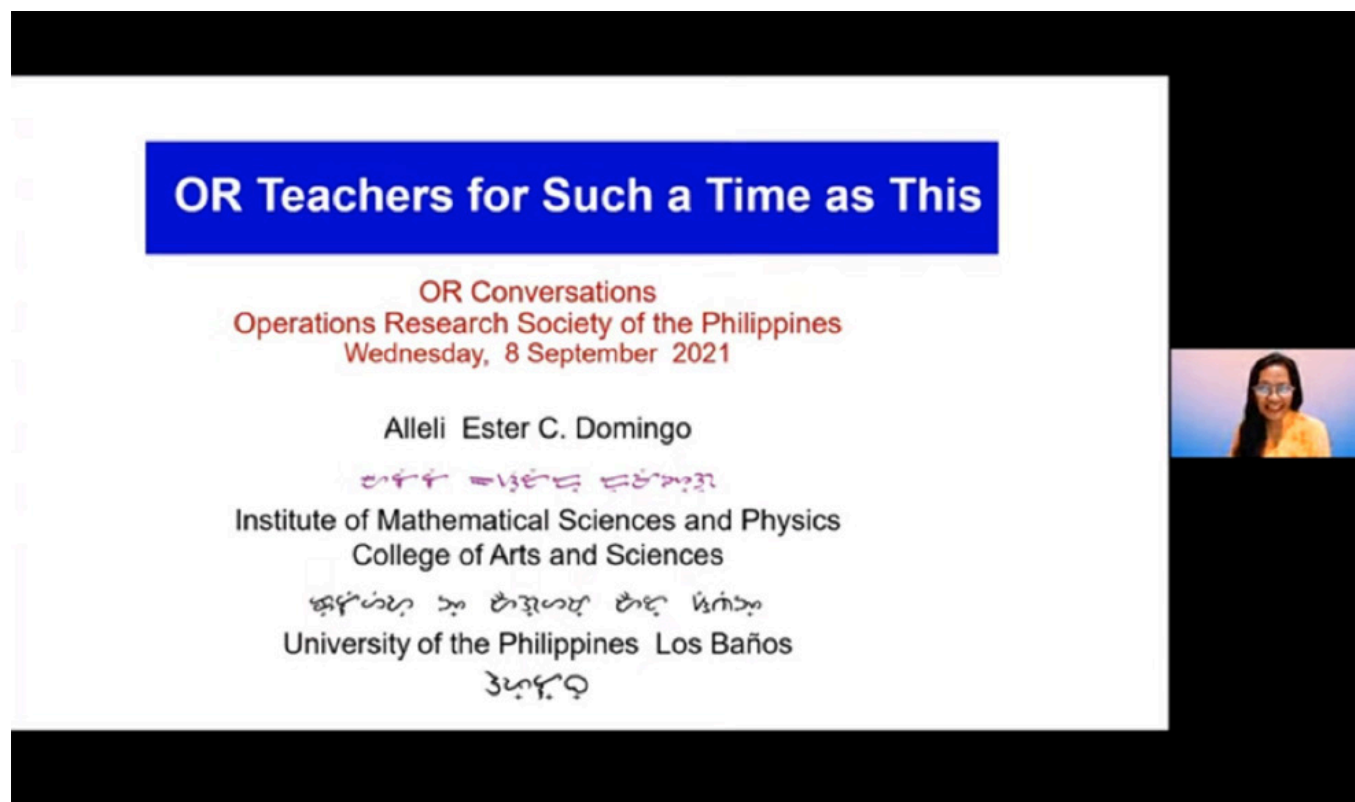 OR Teachers for Such a Time as This
OR Conversations
Operations Research Society of the Philippines
Wednesday, 8 September 2021
Alleli Ester C. Domingo
Institute of Mathematical Sciences and Physics
College of Arts and Sciences
University of the Philippines Los Baños